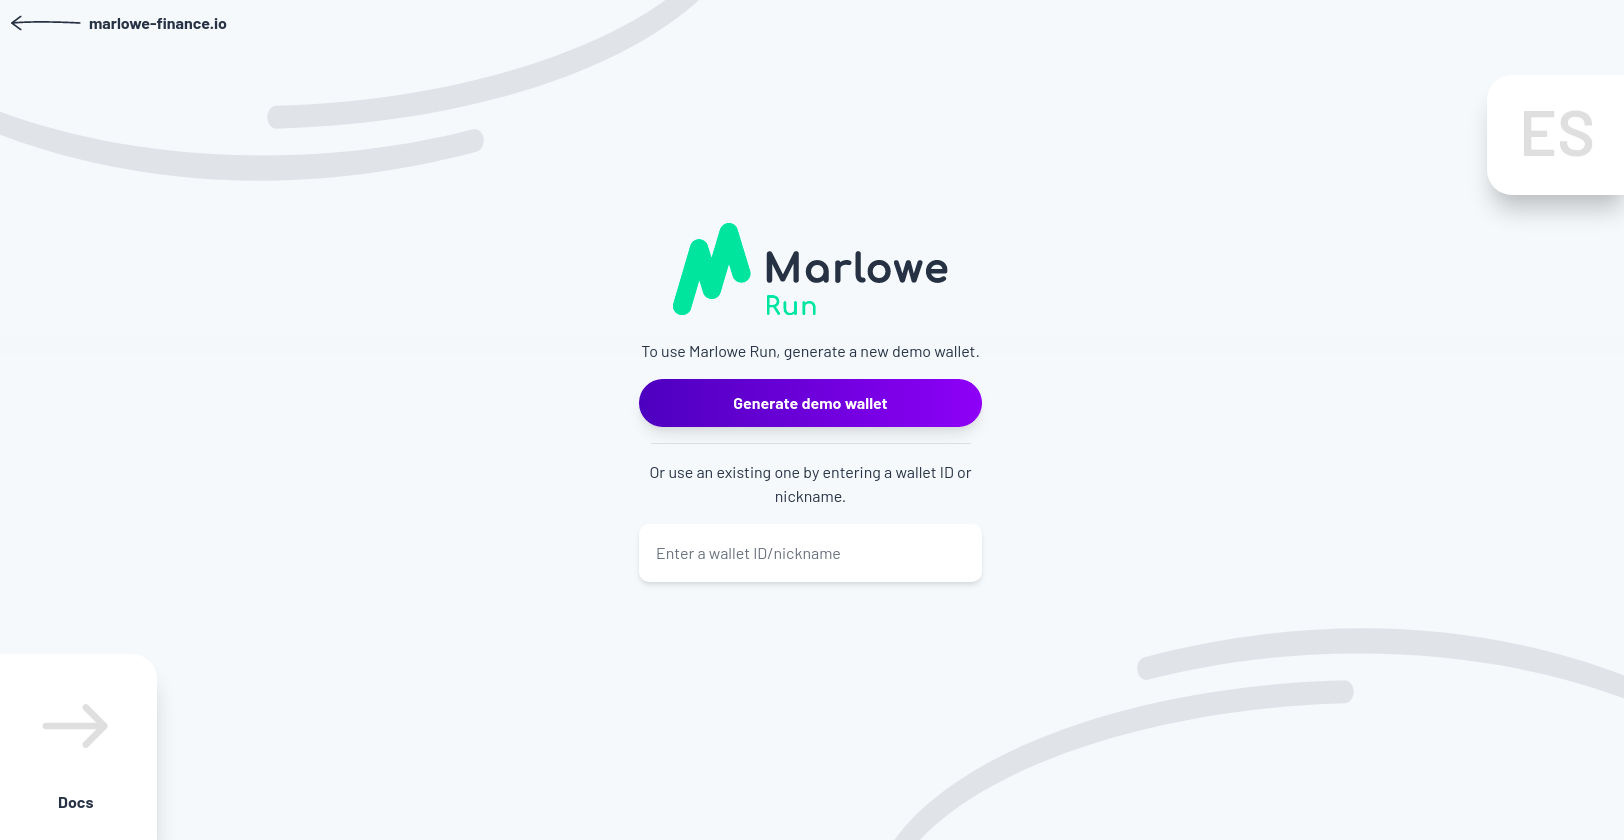 marlowe-finance.io
ES
Marlowe
Run
To use Marlowe Run, generate a new demo wallet.
Generate demo wallet
Or use an existing one by entering a wallet ID or
nickname.
Enter a wallet ID/nickname
Docs